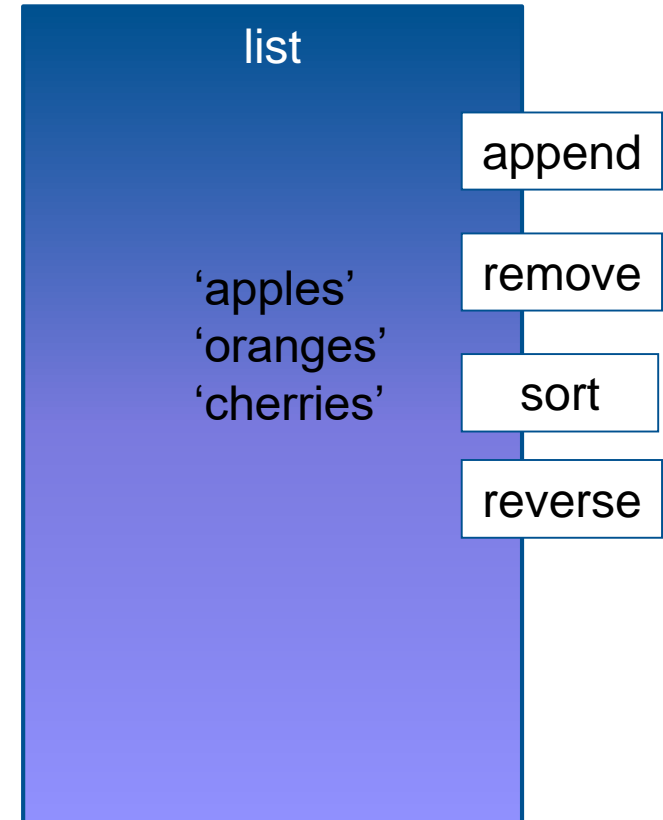 list
append
remove
‘apples’
‘oranges’
‘cherries’
sort
reverse